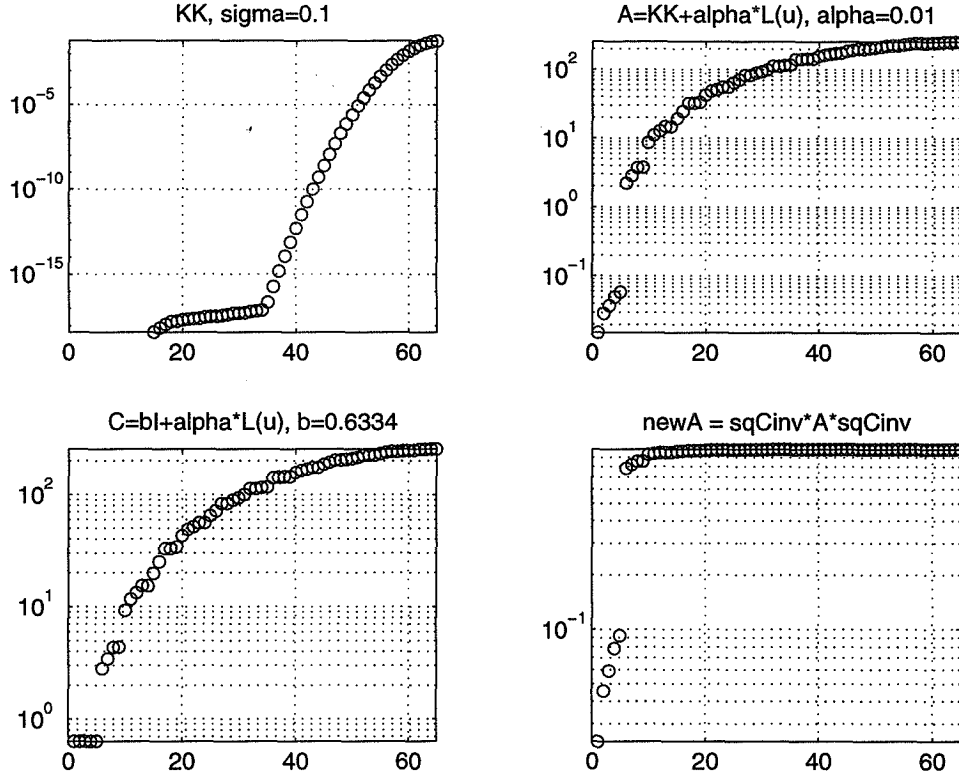 KK, sigma=0.1
10^-5
10^-10
10^-15
0 20 40 60
A=KK+alpha*L(u), alpha=0.01
10^2
10^1
10^0
10^-1
0 20 40 60
C=bI+alpha*L(u), b=0.6334
10^2
10^1
10^0
0 20 40 60
newA = sqCinv*A*sqCinv
10^-1
0 20 40 60